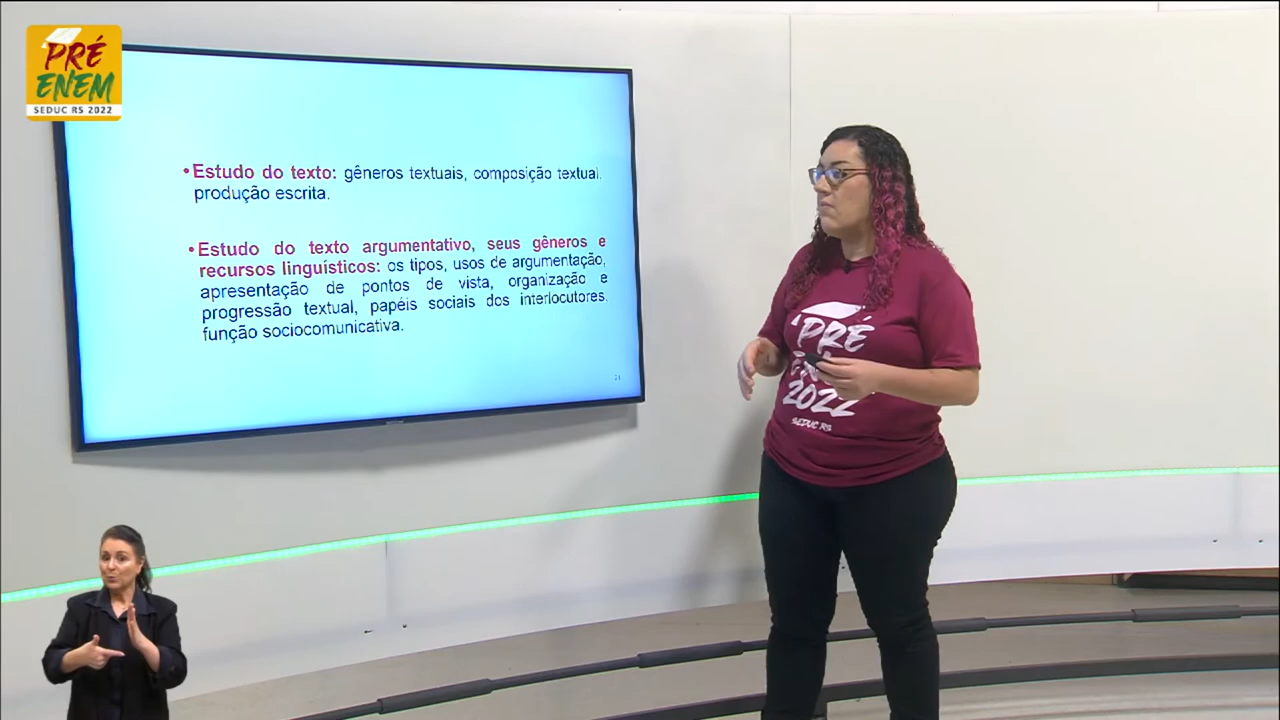 PRÉ
ENEM
SEDUC RS 2022
•Estudo do texto: gêneros textuais, composição textual,
produção escrita.
•Estudo do texto argumentativo, seus gêneros e
recursos linguísticos: os tipos, usos de argumentação,
apresentação de pontos de vista, organização e
progressão textual, papéis sociais dos interlocutores,
função sociocomunicativa.
PRÉ
2022
SEDUC RS